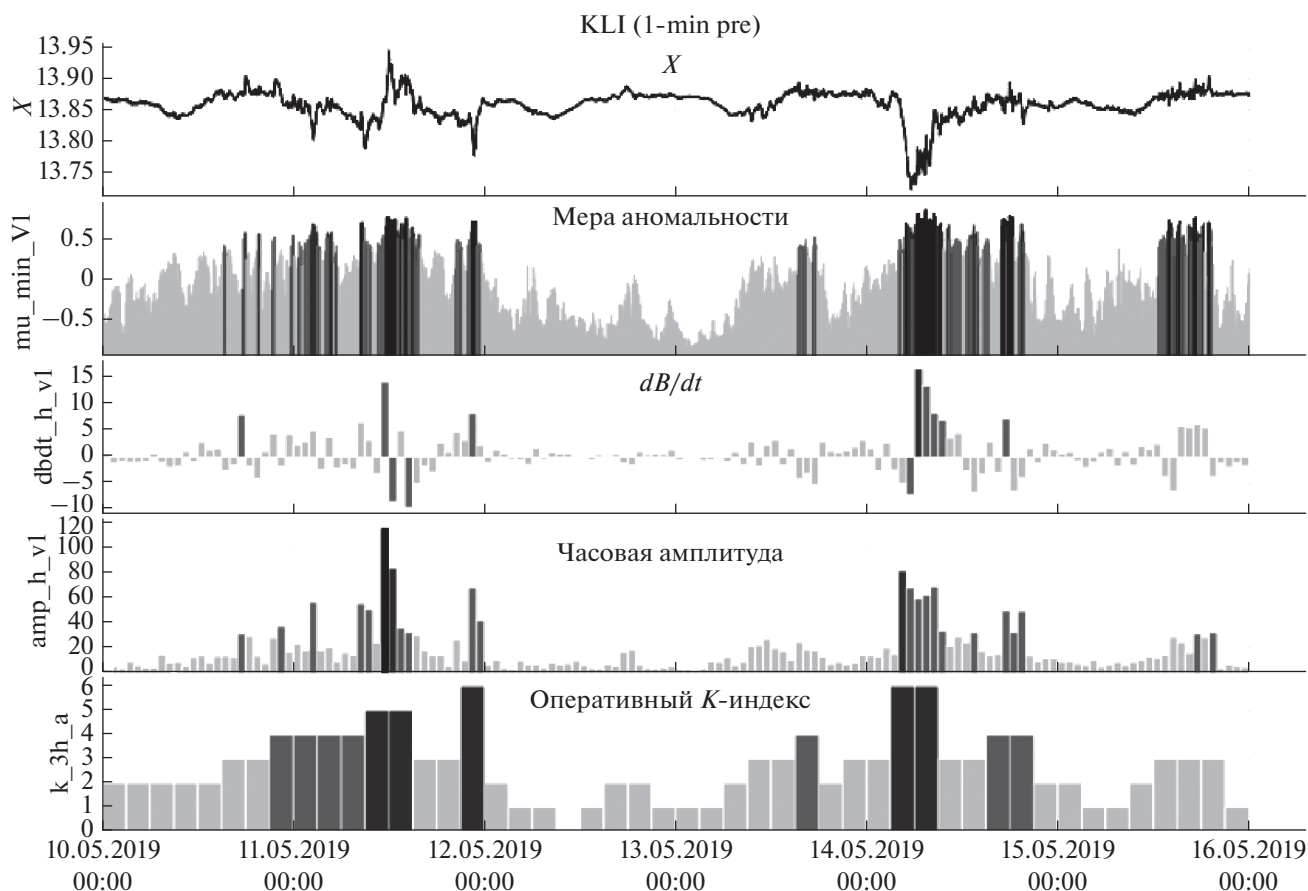 KLI (1-min pre)
X
X
13.95
13.90
13.85
13.80
13.75
Мера аномальности
mu_min_V1
0.5
0
−0.5
dB/dt
dbdt_h_v1
15
10
5
0
−5
−10
Часовая амплитуда
amp_h_v1
120
100
80
60
40
20
0
Оперативный K-индекс
k_3h_a
6
5
4
3
2
1
0
10.05.2019 11.05.2019 12.05.2019 13.05.2019 14.05.2019 15.05.2019 16.05.2019
00:00 00:00 00:00 00:00 00:00 00:00 00:00